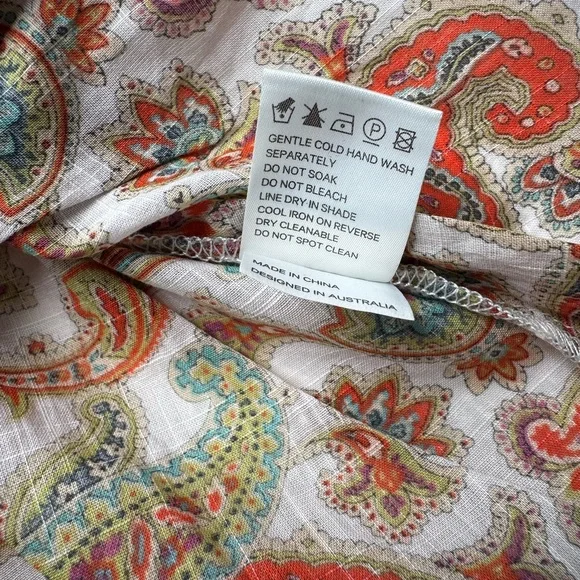 GENTLE COLD HAND WASH
SEPARATELY
DO NOT SOAK
DO NOT BLEACH
LINE DRY IN SHADE
COOL IRON ON REVERSE
DRY CLEANABLE
DO NOT SPOT CLEAN
MADE IN CHINA
DESIGNED IN AUSTRALIA